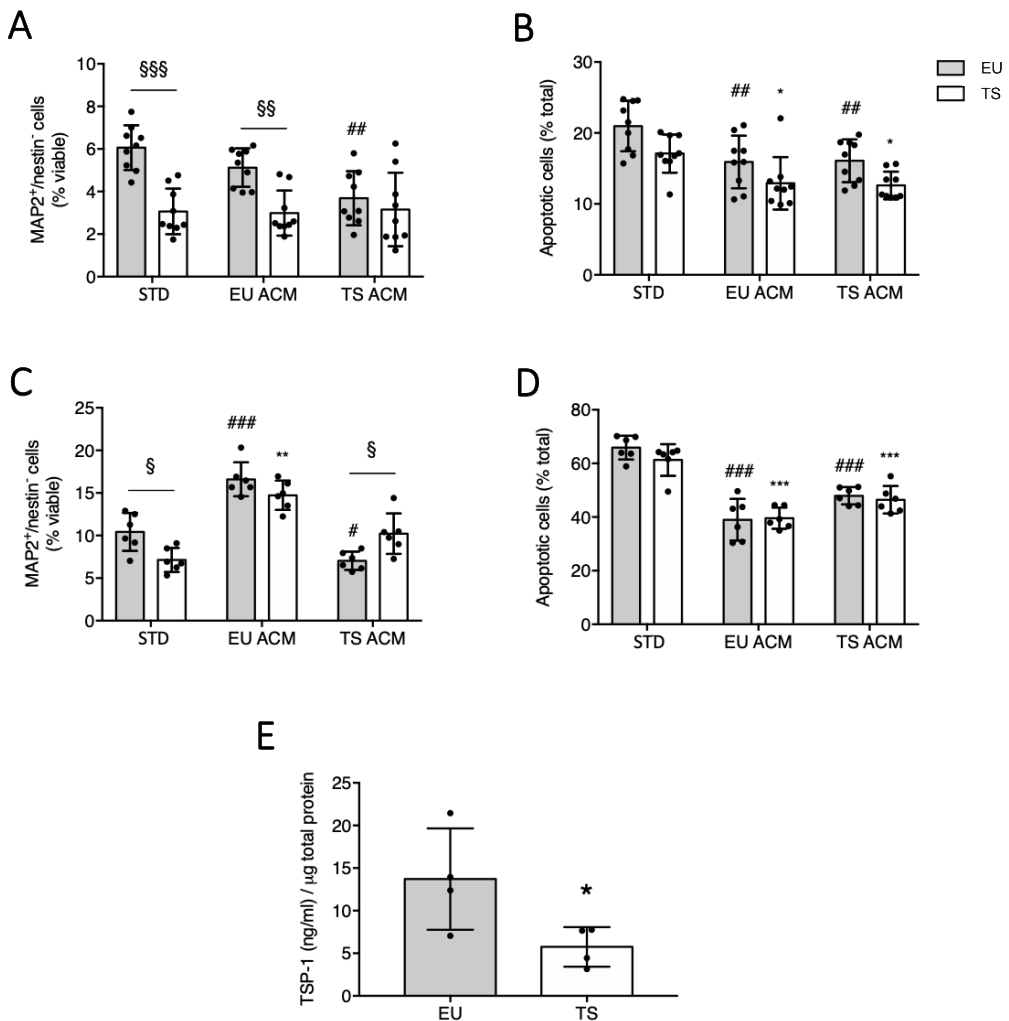 A
MAP2⁺/nestin⁻ cells
(% viable)
10
8
6
4
2
0
§§§
§§
##
STD
EU ACM
TS ACM
B
Apoptotic cells (% total)
30
20
10
0
##
*
##
*
STD
EU ACM
TS ACM
EU
TS
C
MAP2⁺/nestin⁻ cells
(% viable)
25
20
15
10
5
0
§
###
**
#
§
STD
EU ACM
TS ACM
D
Apoptotic cells (% total)
80
60
40
20
0
###
***
###
***
STD
EU ACM
TS ACM
E
TSP-1 (ng/ml) / μg total protein
25
20
15
10
5
0
*
EU
TS